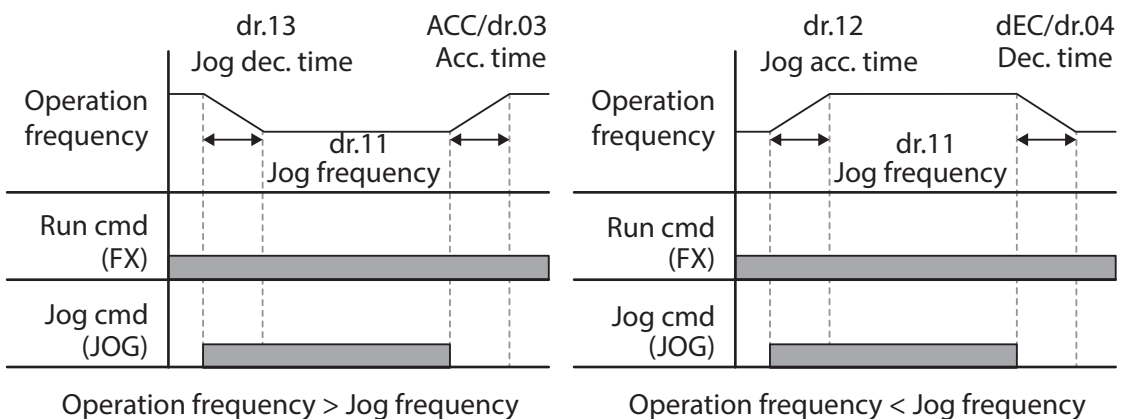 dr.13
Jog dec. time
ACC/dr.03
Acc. time
Operation
frequency
dr.11
Jog frequency
Run cmd
(FX)
Jog cmd
(JOG)
Operation frequency > Jog frequency
dr.12
Jog acc. time
dEC/dr.04
Dec. time
Operation
frequency
dr.11
Jog frequency
Run cmd
(FX)
Jog cmd
(JOG)
Operation frequency < Jog frequency